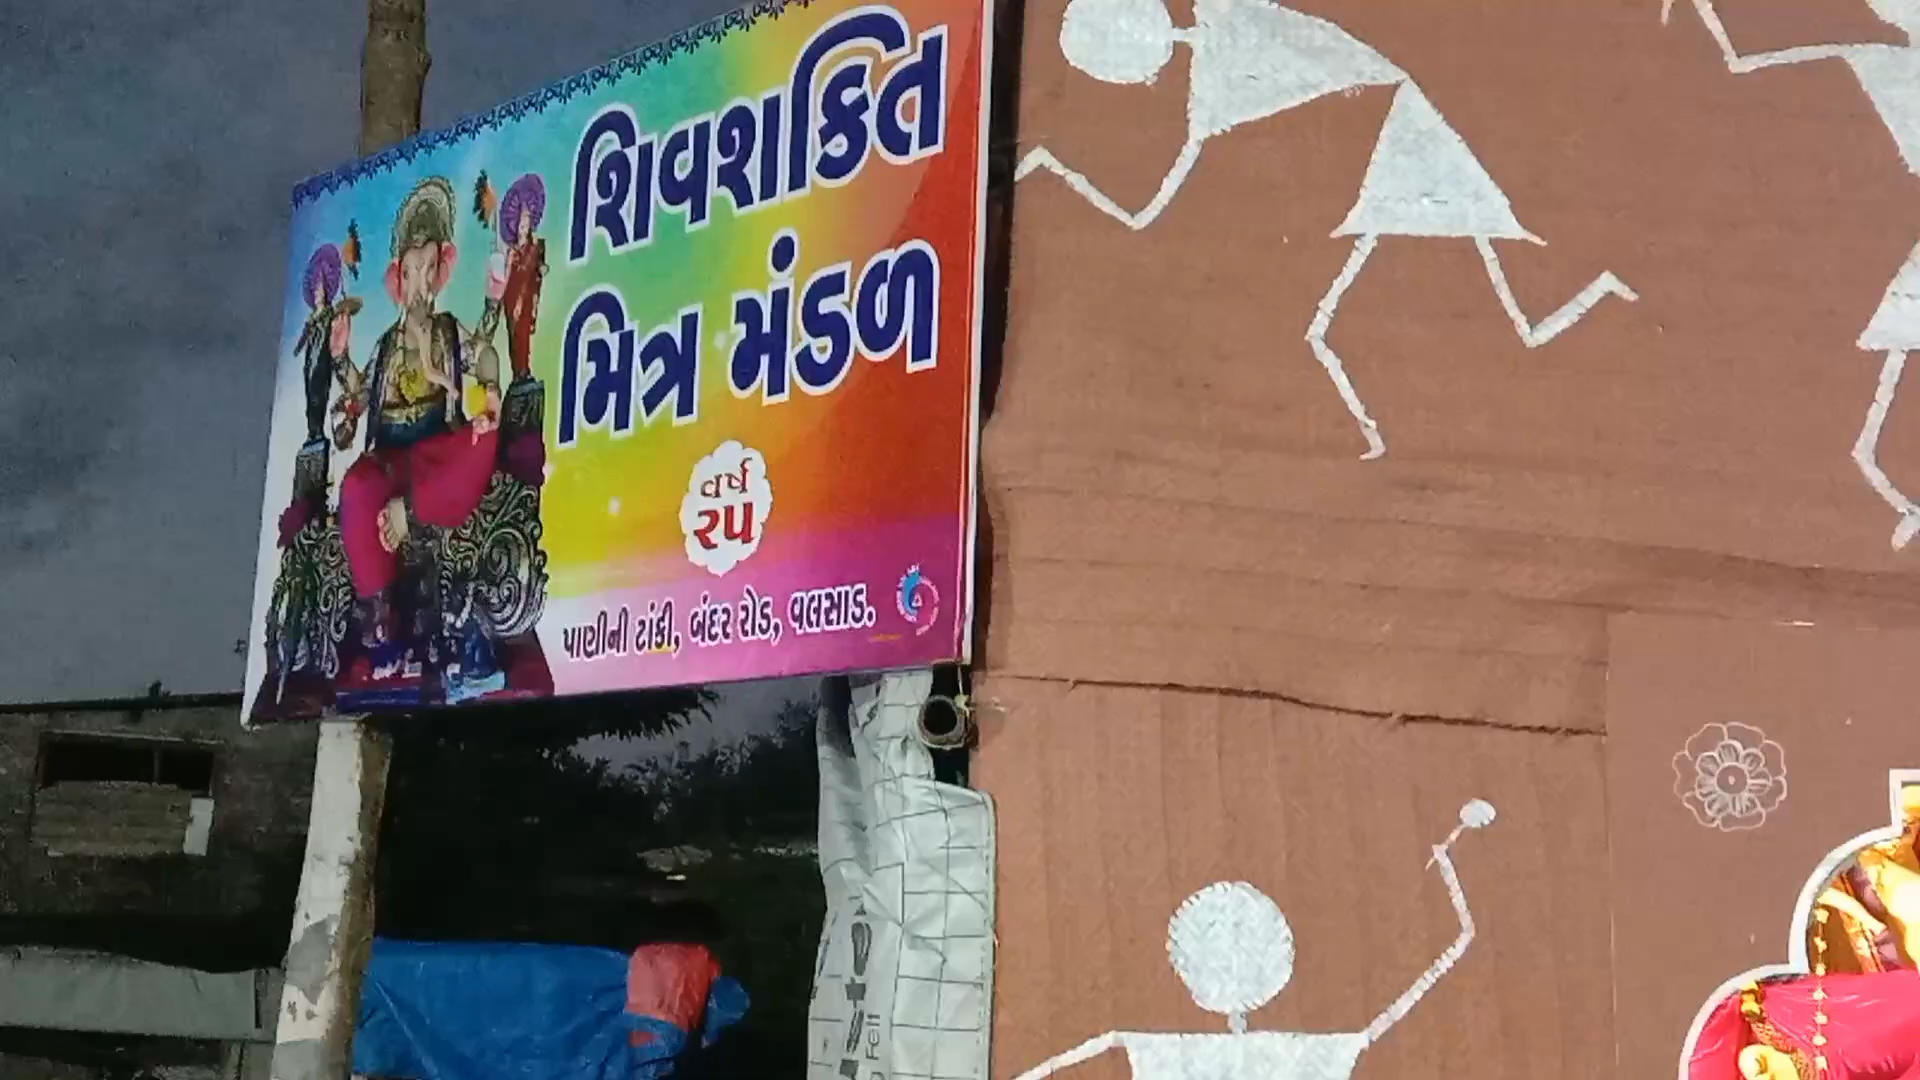 શિવશક્તિ
મિત્ર મંડળ
વર્ષ
૨૫
પાણીની ટાંકી, બંદર રોડ, વલસાડ.